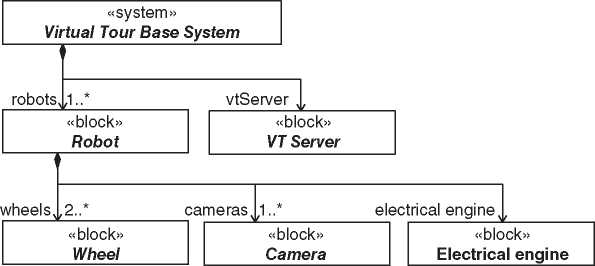 «system»
Virtual Tour Base System
robots 1..* vtServer
«block» «block»
Robot VT Server
wheels 2..* cameras 1..* electrical engine
«block» «block» «block»
Wheel Camera Electrical engine